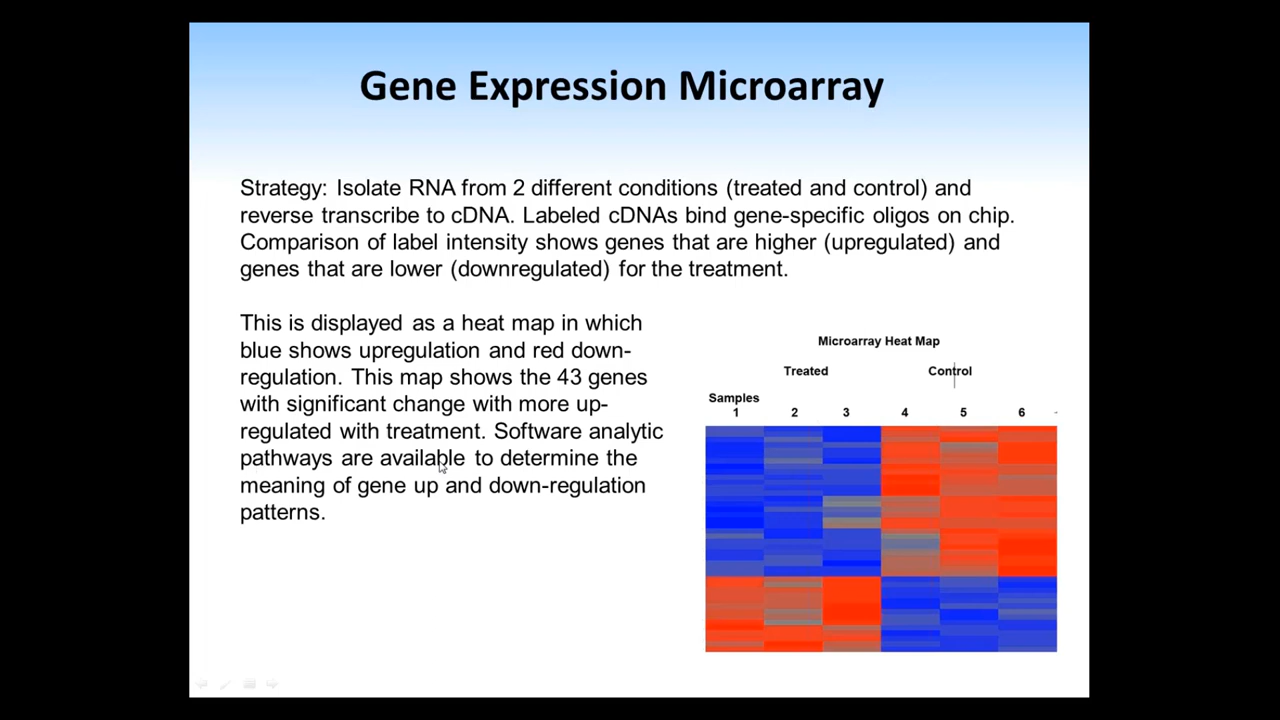 Gene Expression Microarray
Strategy: Isolate RNA from 2 different conditions (treated and control) and
reverse transcribe to cDNA. Labeled cDNAs bind gene-specific oligos on chip.
Comparison of label intensity shows genes that are higher (upregulated) and
genes that are lower (downregulated) for the treatment.
This is displayed as a heat map in which
blue shows upregulation and red down-
regulation. This map shows the 43 genes
with significant change with more up-
regulated with treatment. Software analytic
pathways are available to determine the
meaning of gene up and down-regulation
patterns.
Microarray Heat Map
Treated Control
Samples
1 2 3 4 5 6